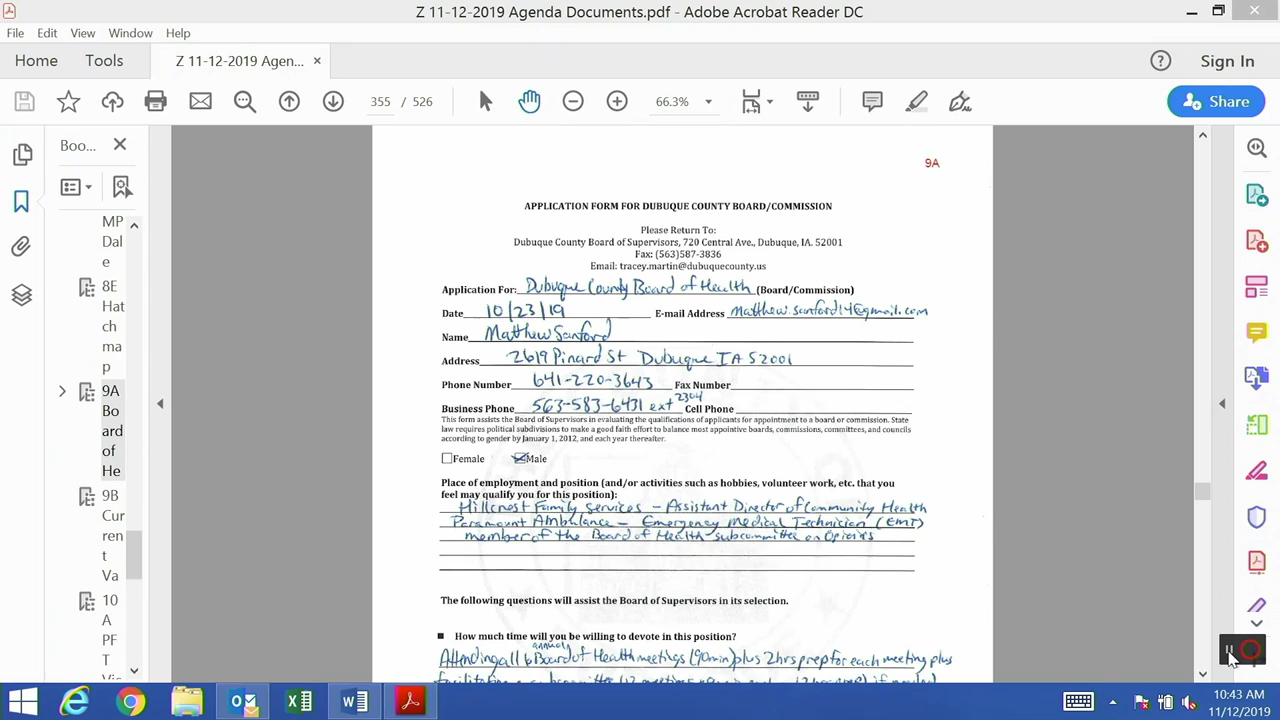 Z 11-12-2019 Agenda Documents.pdf - Adobe Acrobat Reader DC
File Edit View Window Help
Home Tools Z 11-12-2019 Agen... × Sign In
355 / 526 66.3% Share
Boo...
MP
Dale
8E
Hatchmap
9A
Board of He
9B
Current Va
10
A
PFT
9A
APPLICATION FORM FOR DUBUQUE COUNTY BOARD/COMMISSION
Please Return To:
Dubuque County Board of Supervisors, 720 Central Ave., Dubuque, IA. 52001
Fax: (563)587-3836
Email: tracey.martin@dubuquecounty.us
Application For: Dubuque County Board of Health (Board/Commission)
Date 10/23/19 E-mail Address matthew.sanford14@gmail.com
Name Matthew Sanford
Address 2619 Pinard St Dubuque IA 52001
Phone Number 641-220-3643 Fax Number
Business Phone 563-583-6431 ext 2304 Cell Phone
This form assists the Board of Supervisors in evaluating the qualifications of applicants for appointment to a board or commission. State
law requires political subdivisions to make a good faith effort to balance most appointive boards, commissions, committees, and councils
according to gender by January 1, 2012, and each year thereafter.
Female Male
Place of employment and position (and/or activities such as hobbies, volunteer work, etc. that you
feel may qualify you for this position):
Hillcrest Family Services - Assistant Director of Community Health
Paramount Ambulance - Emergency Medical Technician (EMT)
member of the Board of Health subcommittee on Opioids
The following questions will assist the Board of Supervisors in its selection.
■ How much time will you be willing to devote in this position?
annual
Attending all 6 Board of Health meetings (90min) plus 2hrs prep for each meeting plus
10:43 AM
11/12/2019